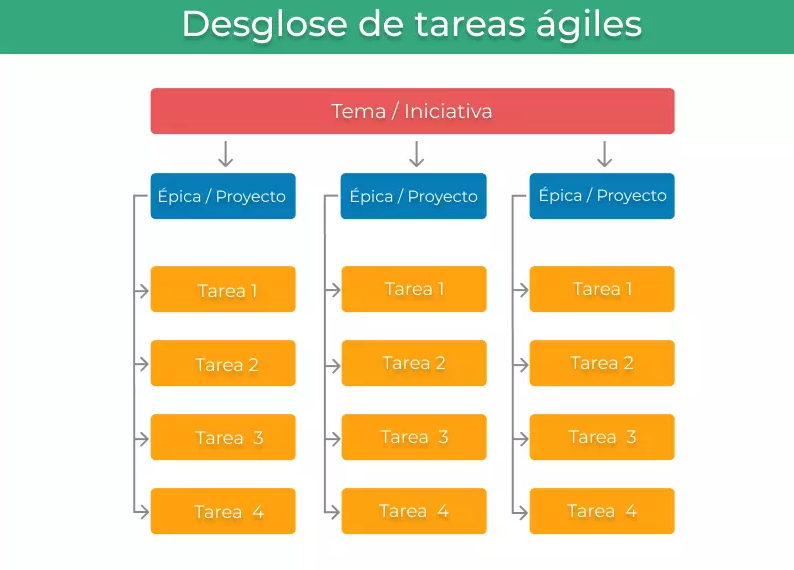 Desglose de tareas ágiles
Tema / Iniciativa
Épica / Proyecto
Épica / Proyecto
Épica / Proyecto
Tarea 1
Tarea 1
Tarea 1
Tarea 2
Tarea 2
Tarea 2
Tarea 3
Tarea 3
Tarea 3
Tarea 4
Tarea 4
Tarea 4